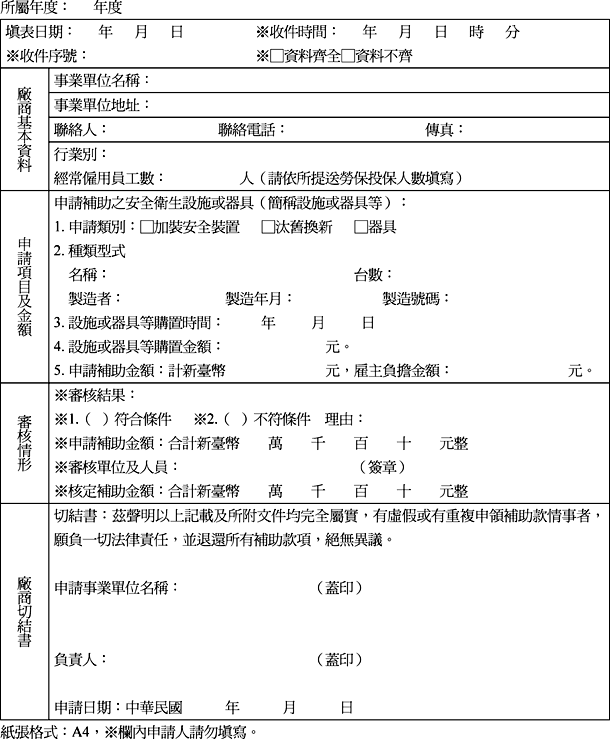 所屬年度：　　年度
填表日期：　　年　月　日　　　　※收件時間：　　年　　月　　日　時　分
※收件序號：　　　　　　　　　　※□資料齊全□資料不齊
廠商基本資料
事業單位名稱：
事業單位地址：
聯絡人：　　　　　　　　聯絡電話：　　　　　　　　　傳真：
行業別：
經常僱用員工數：　　　　　人（請依所提送勞保投保人數填寫）
申請項目及金額
申請補助之安全衛生設施或器具（簡稱設施或器具等）：
1. 申請類別：□加裝安全裝置　□汰舊換新　□器具
2. 種類型式
名稱：　　　　　　　　　　　　　　　　　台數：
製造者：　　　　　　　製造年月：　　　　　　製造號碼：
3. 設施或器具等購置時間：　　年　　月　　日
4. 設施或器具等購置金額：　　　　　　　元。
5. 申請補助金額：計新臺幣　　　　　　　元，雇主負擔金額：　　　　　　　元。
審核情形
※審核結果：
※1.（　）符合條件　※2.（　）不符條件　理由：
※申請補助金額：合計新臺幣　　萬　　千　　百　　十　　元整
※審核單位及人員：　　　　　　　　　　　　（簽章）
※核定補助金額：合計新臺幣　　萬　　千　　百　　十　　元整
廠商切結書
切結書：茲聲明以上記載及所附文件均完全屬實，有虛假或有重複申領補助款情事者，
願負一切法律責任，並退還所有補助款項，絕無異議。
申請事業單位名稱：　　　　　　　　　（蓋印）
負責人：　　　　　　　　　　　　　　（蓋印）
申請日期：中華民國　　　年　　　月　　　日
紙張格式：A4，※欄內申請人請勿填寫。